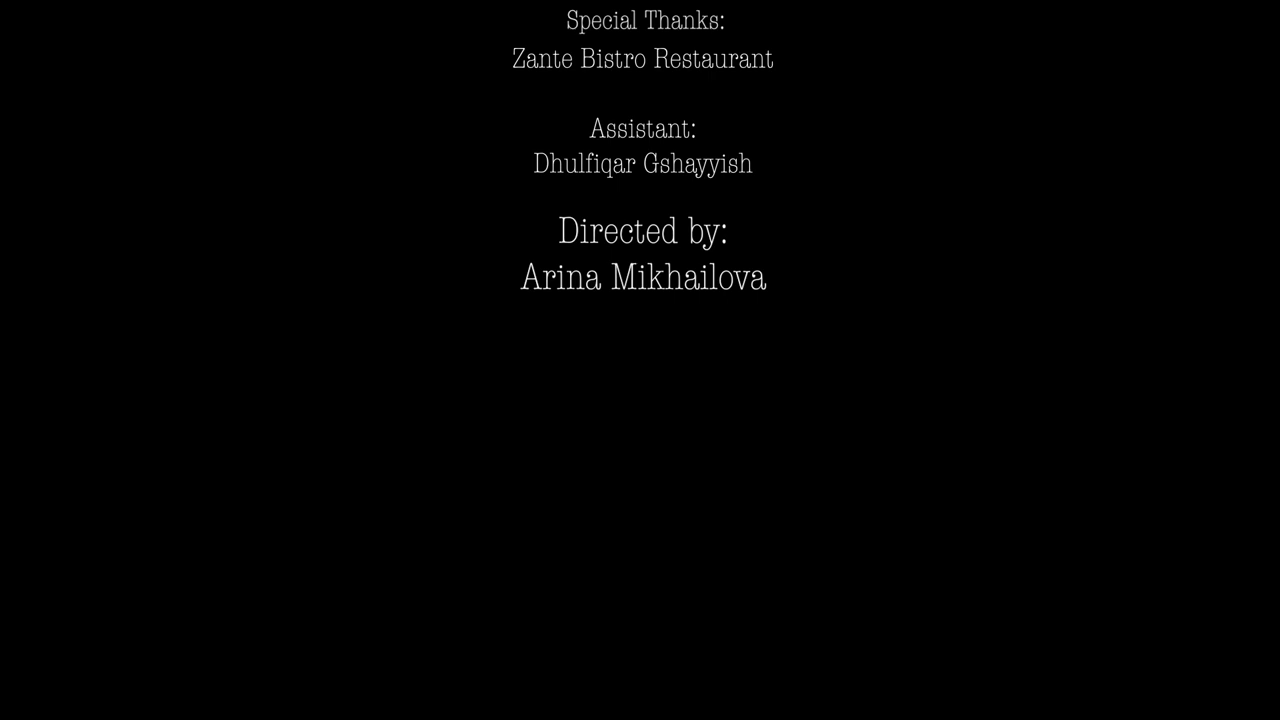 Special Thanks:
Zante Bistro Restaurant
Assistant:
Dhulfiqar Gshayyish
Directed by:
Arina Mikhailova